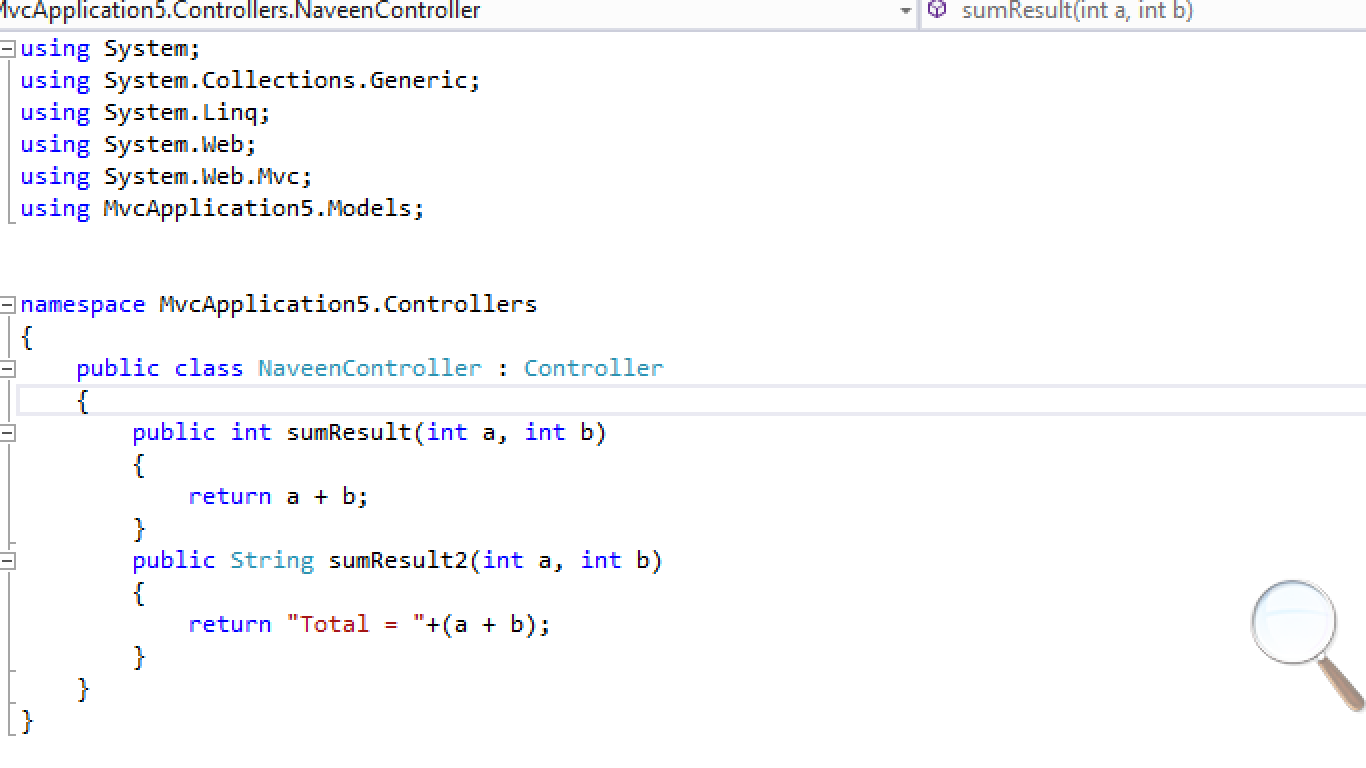 MvcApplication5.Controllers.NaveenController
sumResult(int a, int b)
using System;
using System.Collections.Generic;
using System.Linq;
using System.Web;
using System.Web.Mvc;
using MvcApplication5.Models;
namespace MvcApplication5.Controllers
{
    public class NaveenController : Controller
    {
        public int sumResult(int a, int b)
        {
            return a + b;
        }
        public String sumResult2(int a, int b)
        {
            return "Total = "+(a + b);
        }
    }
}